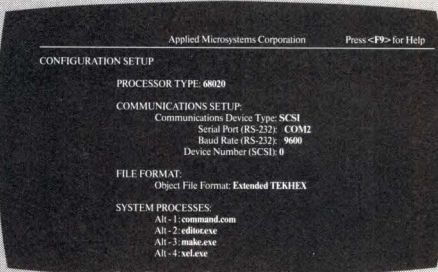 Applied Microsystems Corporation Press <F9> for Help
CONFIGURATION SETUP
PROCESSOR TYPE: 68020
COMMUNICATIONS SETUP:
Communications Device Type: SCSI
Serial Port (RS-232): COM2
Baud Rate (RS-232): 9600
Device Number (SCSI): 0
FILE FORMAT:
Object File Format: Extended TEKHEX
SYSTEM PROCESSES:
Alt - 1: command.com
Alt - 2: editor.exe
Alt - 3: make.exe
Alt - 4: xel.exe